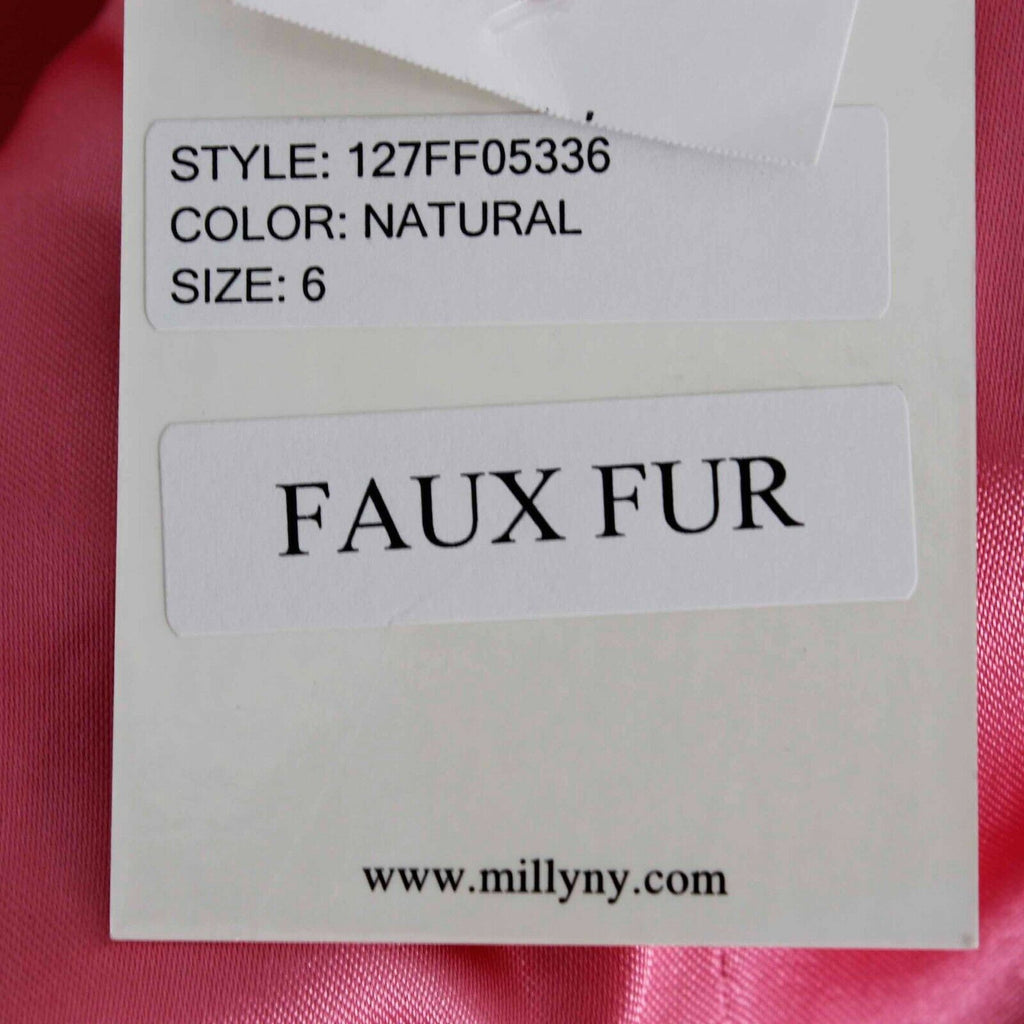 STYLE: 127FF05336
COLOR: NATURAL
SIZE: 6
FAUX FUR
www.millyny.com